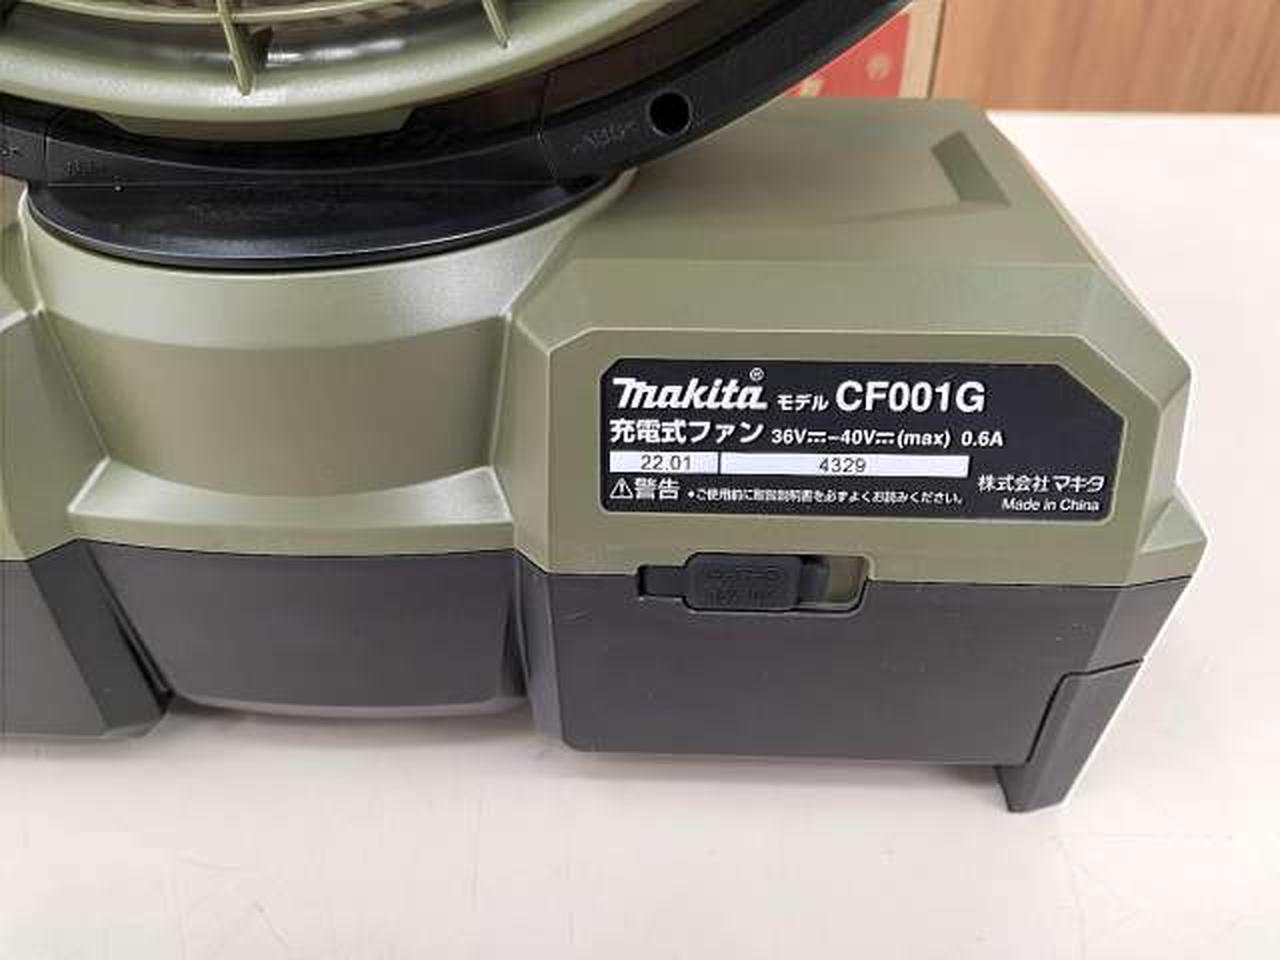 makita® モデル CF001G
充電式ファン 36V⎓–40V⎓(max) 0.6A
22.01 4329
⚠警告 •ご使用前に取扱説明書を必ずよくお読みください。
株式会社 マキタ
Made in China